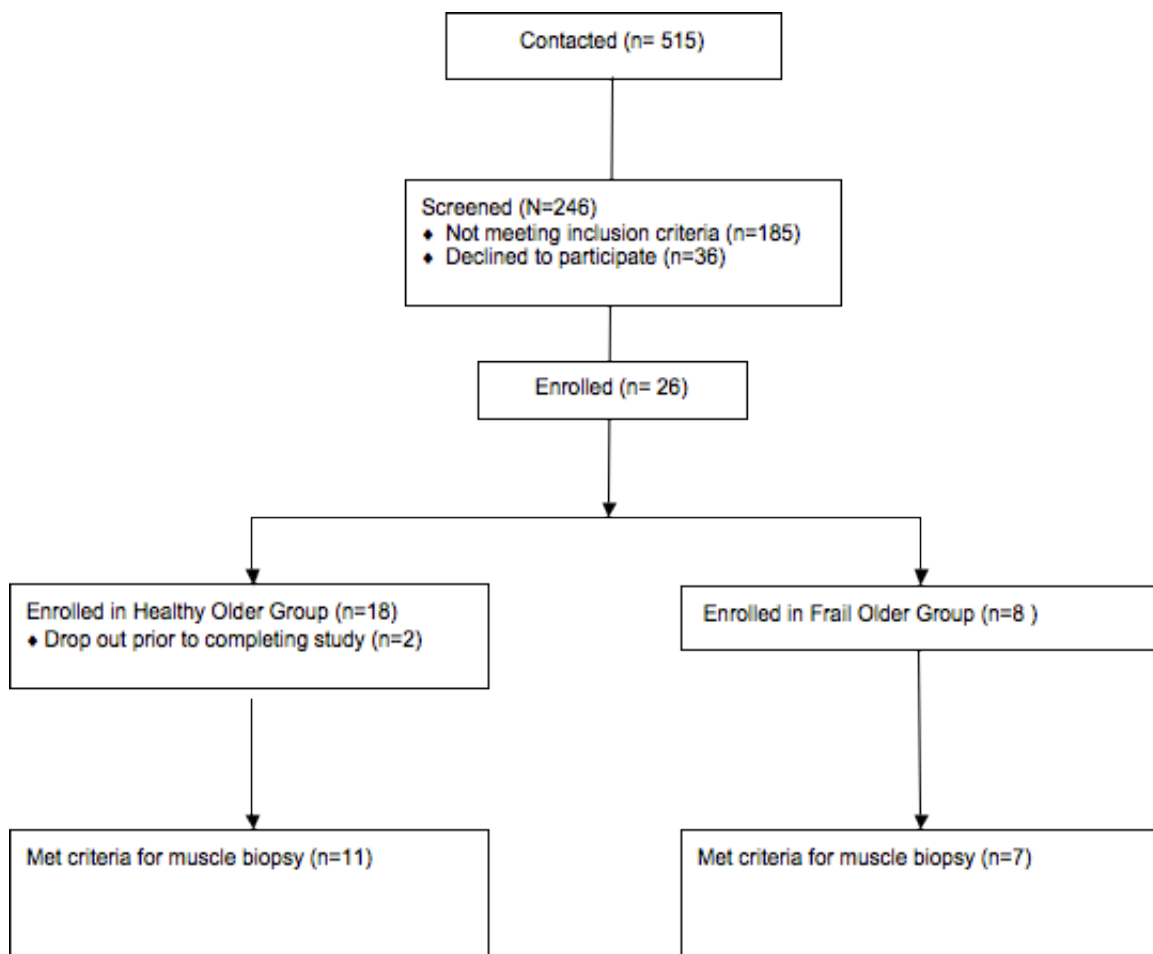 Contacted (n= 515)
Screened (N=246)
♦ Not meeting inclusion criteria (n=185)
♦ Declined to participate (n=36)
Enrolled (n= 26)
Enrolled in Healthy Older Group (n=18)
♦ Drop out prior to completing study (n=2)
Enrolled in Frail Older Group (n=8 )
Met criteria for muscle biopsy (n=11)
Met criteria for muscle biopsy (n=7)